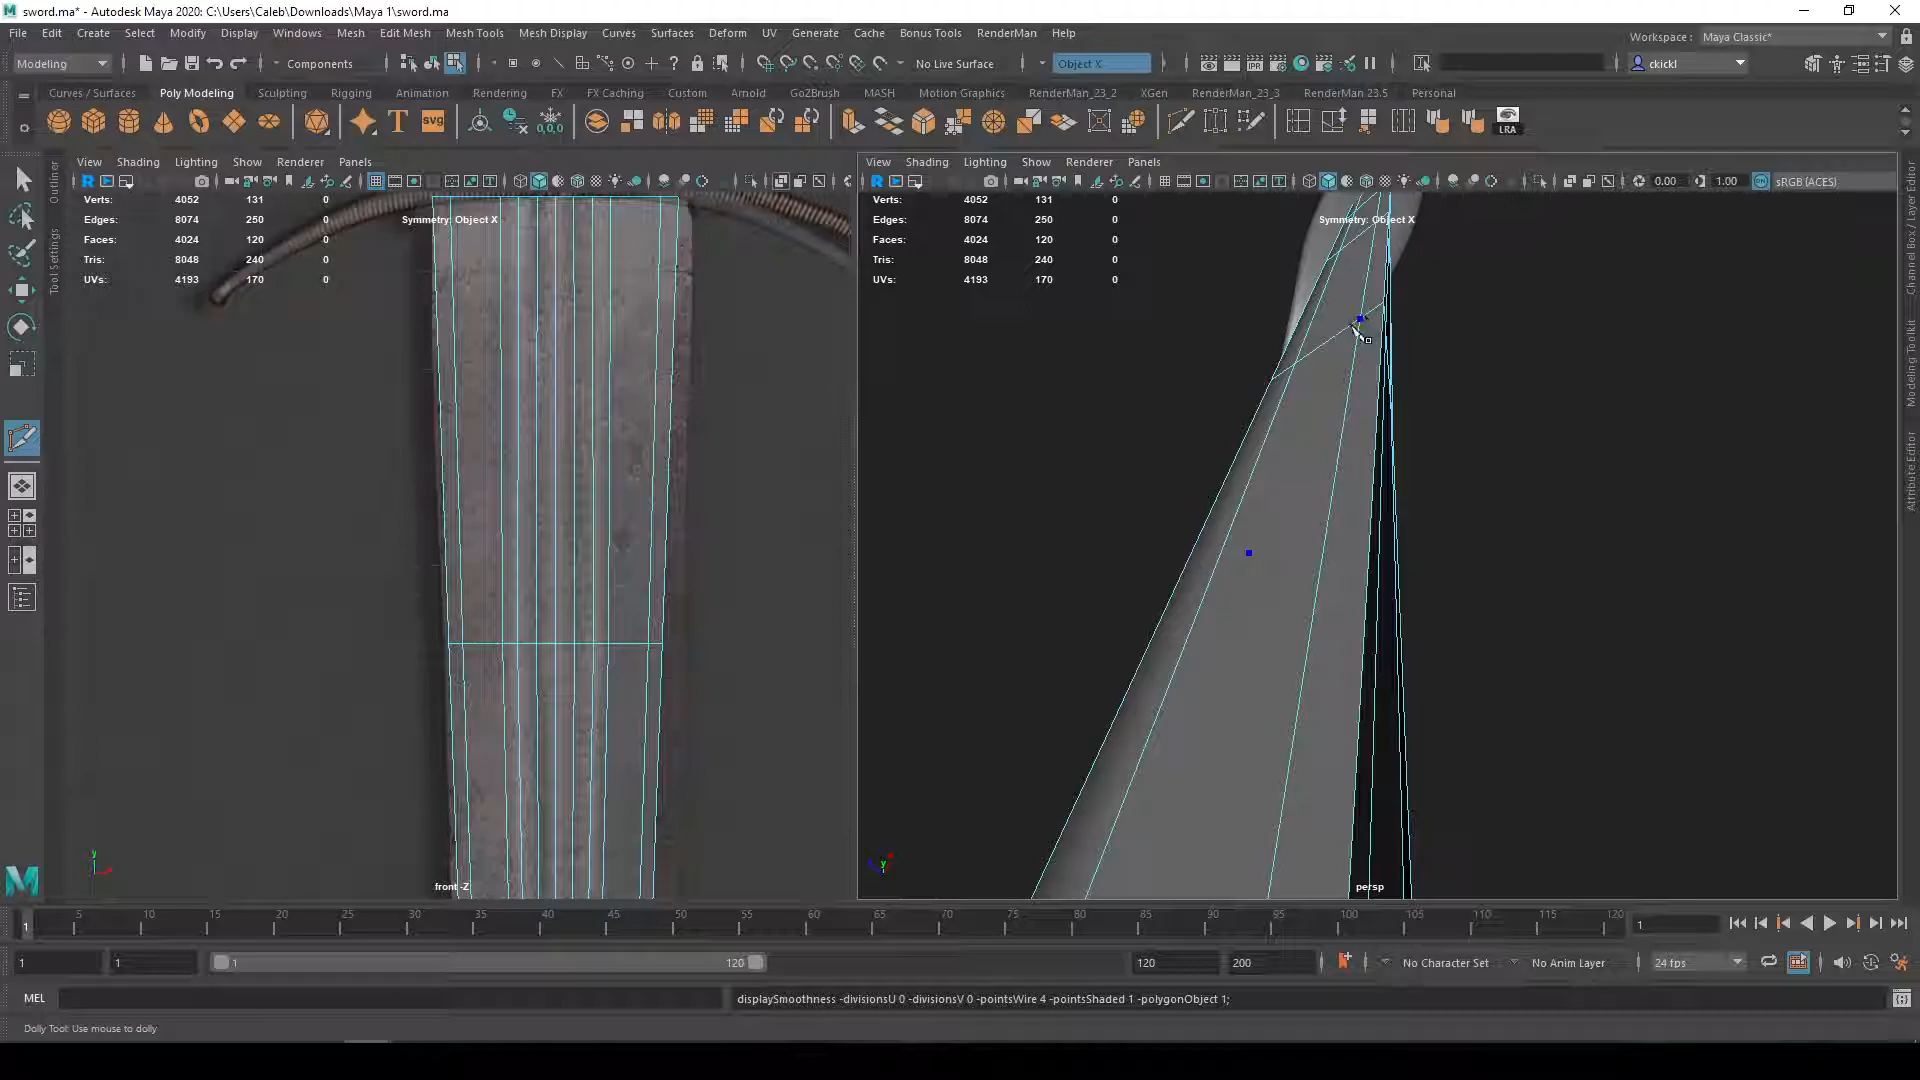 sword.ma* - Autodesk Maya 2020: C:\Users\Caleb\Downloads\Maya 1\sword.ma
File Edit Create Select Modify Display Windows Mesh Edit Mesh Mesh Tools Mesh Display Curves Surfaces Deform UV Generate Cache Bonus Tools RenderMan Help
Workspace : Maya Classic*
Modeling Components No Live Surface Object X ckickl
Curves / Surfaces Poly Modeling Sculpting Rigging Animation Rendering FX FX Caching Custom Arnold GoZBrush MASH Motion Graphics RenderMan_23_2 XGen RenderMan_23_3 RenderMan 23.5 Personal
svg 0,0,0 LRA
View Shading Lighting Show Renderer Panels
Verts: 4052 131 0
Symmetry: Object X
Edges: 8074 250 0
Faces: 4024 120 0
Tris: 8048 240 0
UVs: 4193 170 0
front -Z
View Shading Lighting Show Renderer Panels
0.00 1.00 sRGB (ACES)
Verts: 4052 131 0
Symmetry: Object X
Edges: 8074 250 0
Faces: 4024 120 0
Tris: 8048 240 0
UVs: 4193 170 0
persp
Outliner
Tool Settings
Channel Box / Layer Editor
Modeling Toolkit
Attribute Editor
5 10 15 20 25 30 35 40 45 50 55 60 65 70 75 80 85 90 95 100 105 110 115 120
1 1
1 1 1 120 120 200 No Character Set No Anim Layer 24 fps
MEL displaySmoothness -divisionsU 0 -divisionsV 0 -pointsWire 4 -pointsShaded 1 -polygonObject 1;
Dolly Tool: Use mouse to dolly